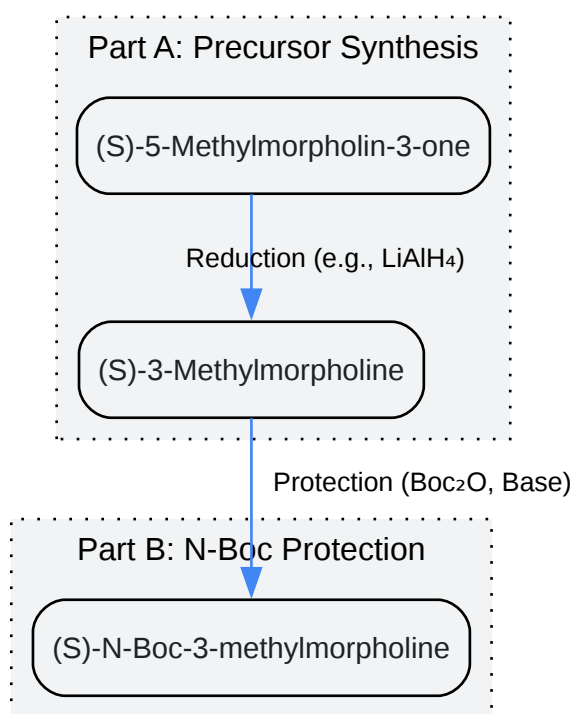 Part A: Precursor Synthesis
(S)-5-Methylmorpholin-3-one
Reduction (e.g., LiAlH₄)
(S)-3-Methylmorpholine
Protection (Boc₂O, Base)
Part B: N-Boc Protection
(S)-N-Boc-3-methylmorpholine